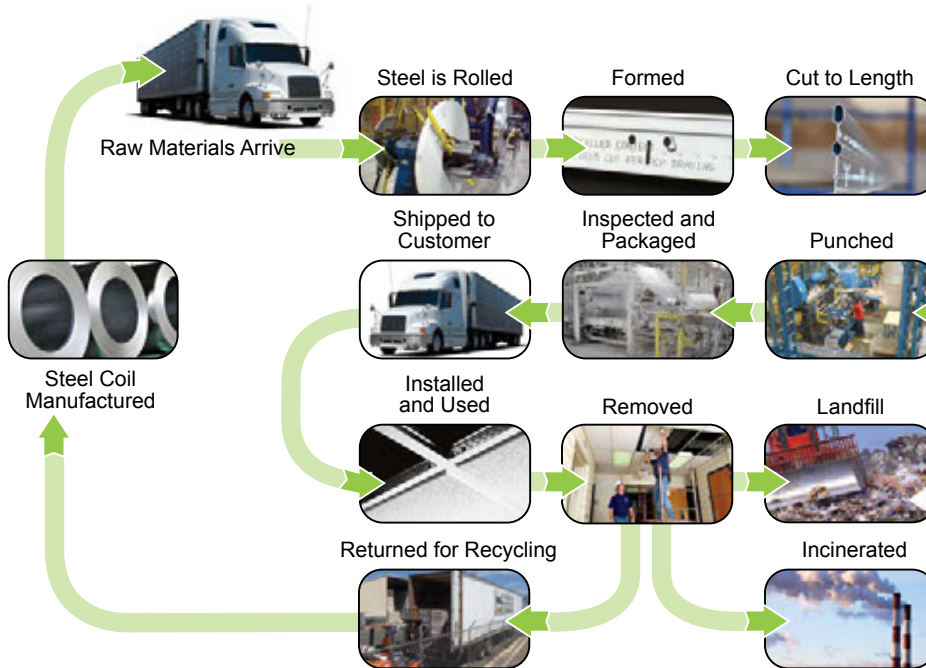 Steel is Rolled
Formed
Cut to Length
Raw Materials Arrive
Shipped to
Customer
Inspected and
Packaged
Punched
Steel Coil
Manufactured
Installed
and Used
Removed
Landfill
Returned for Recycling
Incinerated